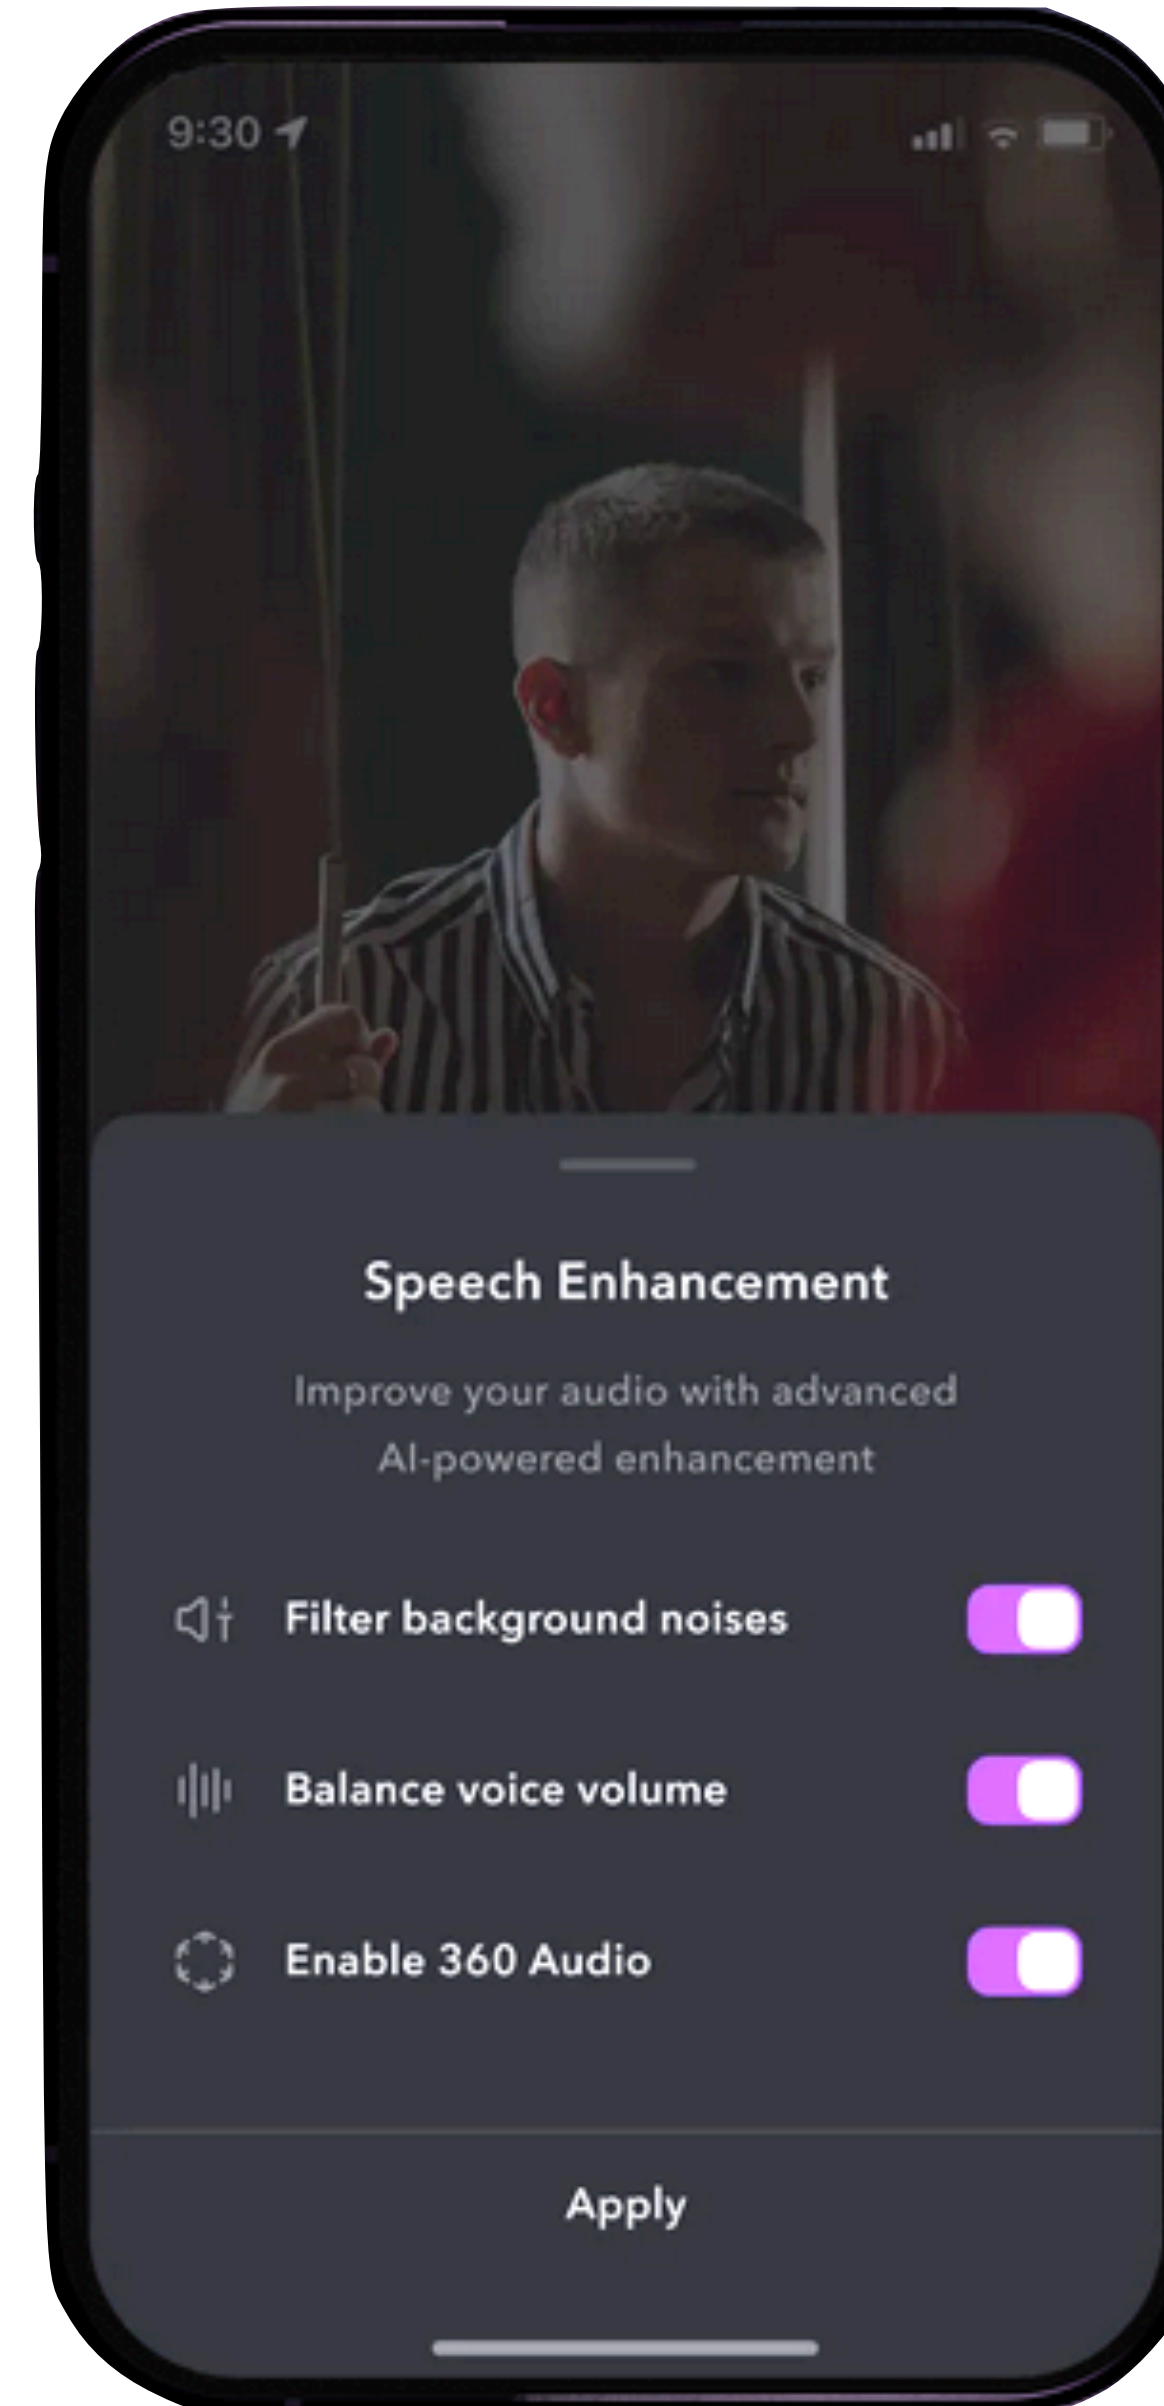 9:30
Speech Enhancement
Improve your audio with advanced
AI-powered enhancement
Filter background noises
Balance voice volume
Enable 360 Audio
Apply